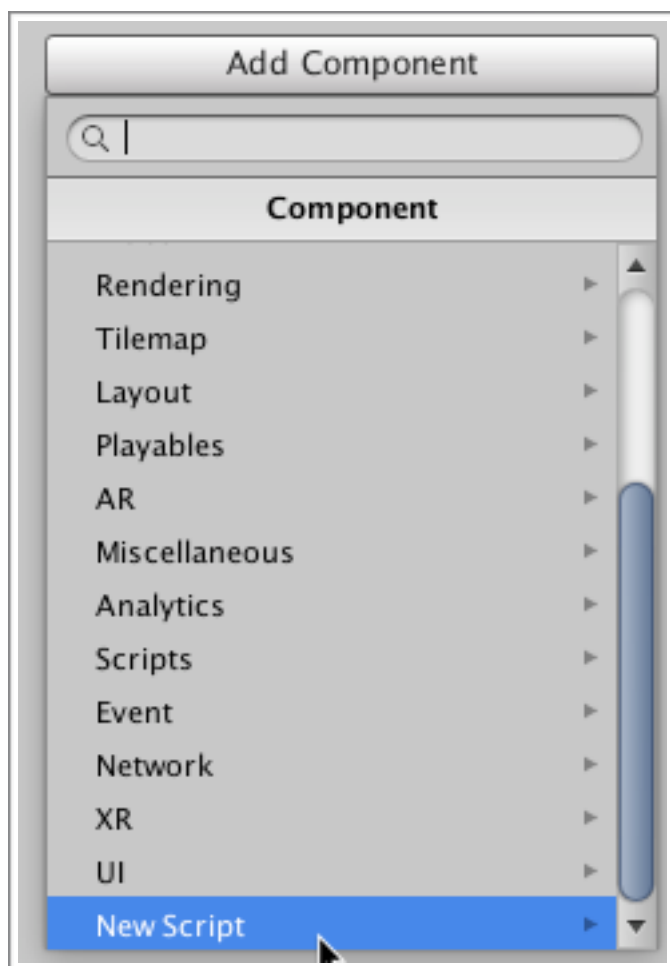 Add Component
Component
Rendering
Tilemap
Layout
Playables
AR
Miscellaneous
Analytics
Scripts
Event
Network
XR
UI
New Script